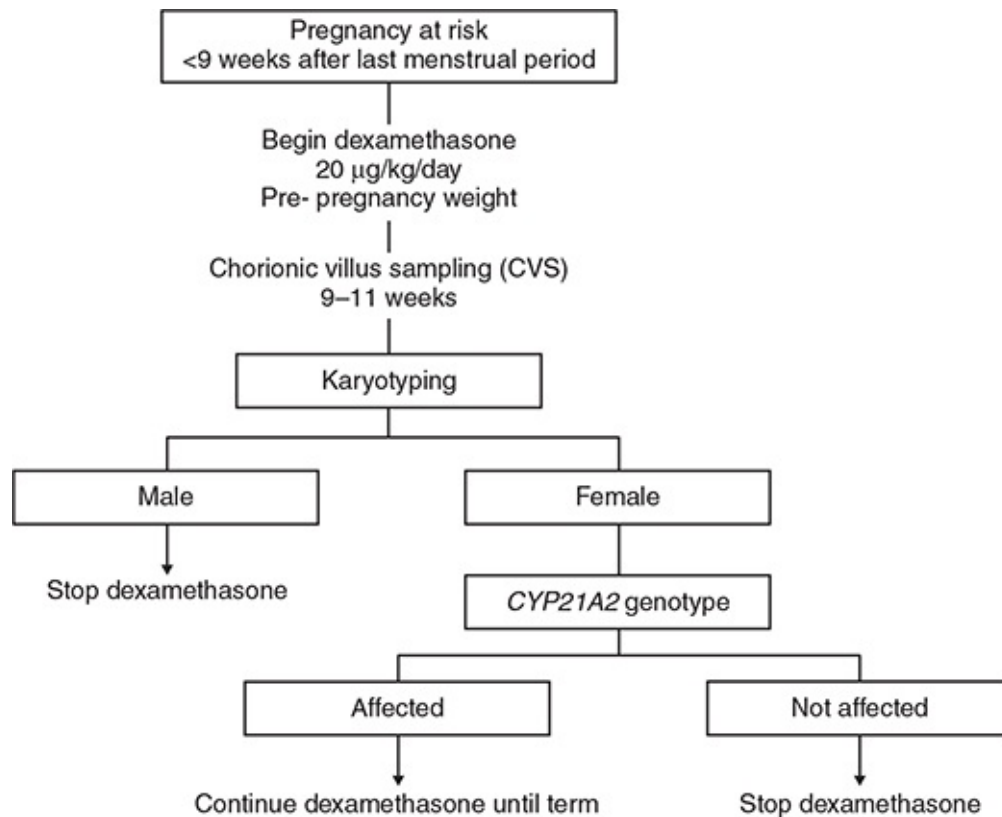 Pregnancy at risk
<9 weeks after last menstrual period
Begin dexamethasone
20 μg/kg/day
Pre- pregnancy weight
Chorionic villus sampling (CVS)
9–11 weeks
Karyotyping
Male
Female
Stop dexamethasone
CYP21A2 genotype
Affected
Not affected
Continue dexamethasone until term
Stop dexamethasone